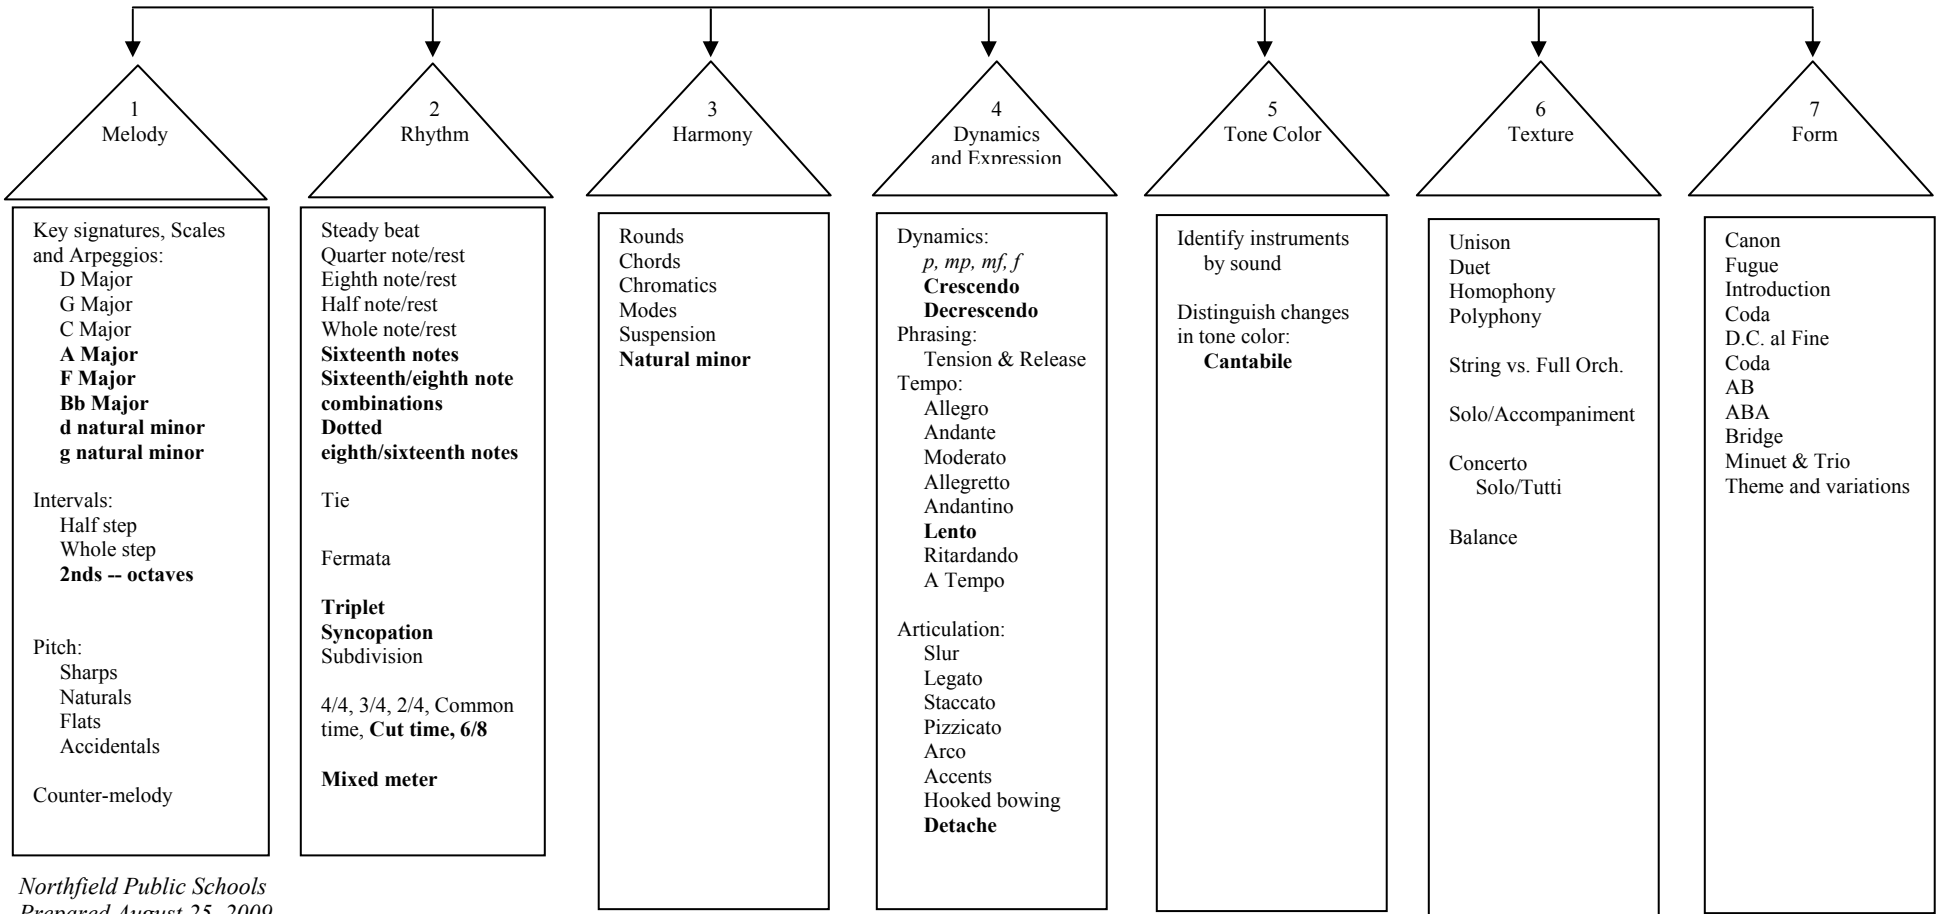 1
Melody
Key signatures, Scales
and Arpeggios:
D Major
G Major
C Major
A Major
F Major
Bb Major
d natural minor
g natural minor
Intervals:
Half step
Whole step
2nds -- octaves
Pitch:
Sharps
Naturals
Flats
Accidentals
Counter-melody
2
Rhythm
Steady beat
Quarter note/rest
Eighth note/rest
Half note/rest
Whole note/rest
Sixteenth notes
Sixteenth/eighth note
combinations
Dotted
eighth/sixteenth notes
Tie
Fermata
Triplet
Syncopation
Subdivision
4/4, 3/4, 2/4, Common
time, Cut time, 6/8
Mixed meter
3
Harmony
Rounds
Chords
Chromatics
Modes
Suspension
Natural minor
4
Dynamics
and Expression
Dynamics:
p, mp, mf, f
Crescendo
Decrescendo
Phrasing:
Tension & Release
Tempo:
Allegro
Andante
Moderato
Allegretto
Andantino
Lento
Ritardando
A Tempo
Articulation:
Slur
Legato
Staccato
Pizzicato
Arco
Accents
Hooked bowing
Detache
5
Tone Color
Identify instruments
by sound
Distinguish changes
in tone color:
Cantabile
6
Texture
Unison
Duet
Homophony
Polyphony
String vs. Full Orch.
Solo/Accompaniment
Concerto
Solo/Tutti
Balance
7
Form
Canon
Fugue
Introduction
Coda
D.C. al Fine
Coda
AB
ABA
Bridge
Minuet & Trio
Theme and variations
Northfield Public Schools
Prepared August 25, 2009